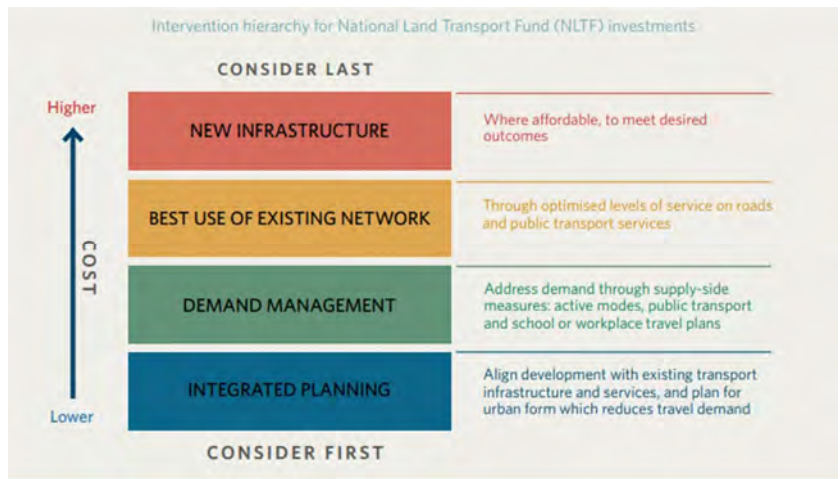 Intervention hierarchy for National Land Transport Fund (NLTF) investments
CONSIDER LAST
Higher
NEW INFRASTRUCTURE
Where affordable, to meet desired
outcomes
BEST USE OF EXISTING NETWORK
Through optimised levels of service on roads
and public transport services
COST
DEMAND MANAGEMENT
Address demand through supply-side
measures: active modes, public transport
and school or workplace travel plans
INTEGRATED PLANNING
Align development with existing transport
infrastructure and services, and plan for
urban form which reduces travel demand
Lower
CONSIDER FIRST